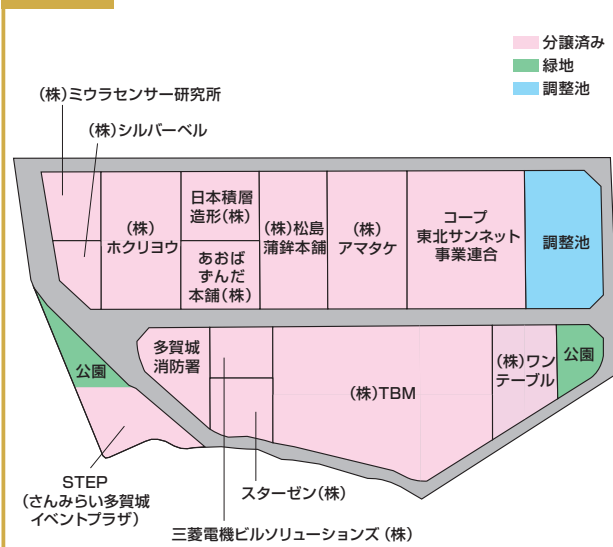 分譲済み
緑地
調整池
(株)ミウラセンサー研究所
(株)シルバーベル
(株)
ホクリヨウ
日本積層
造形(株)
あおば
ずんだ
本舗(株)
(株)松島
蒲鉾本舗
(株)
アマタケ
コープ
東北サンネット
事業連合
調整池
公園
多賀城
消防署
(株)TBM
(株)ワン
テーブル
公園
STEP
(さんみらい多賀城
イベントプラザ)
スターゼン(株)
三菱電機ビルソリューションズ(株)